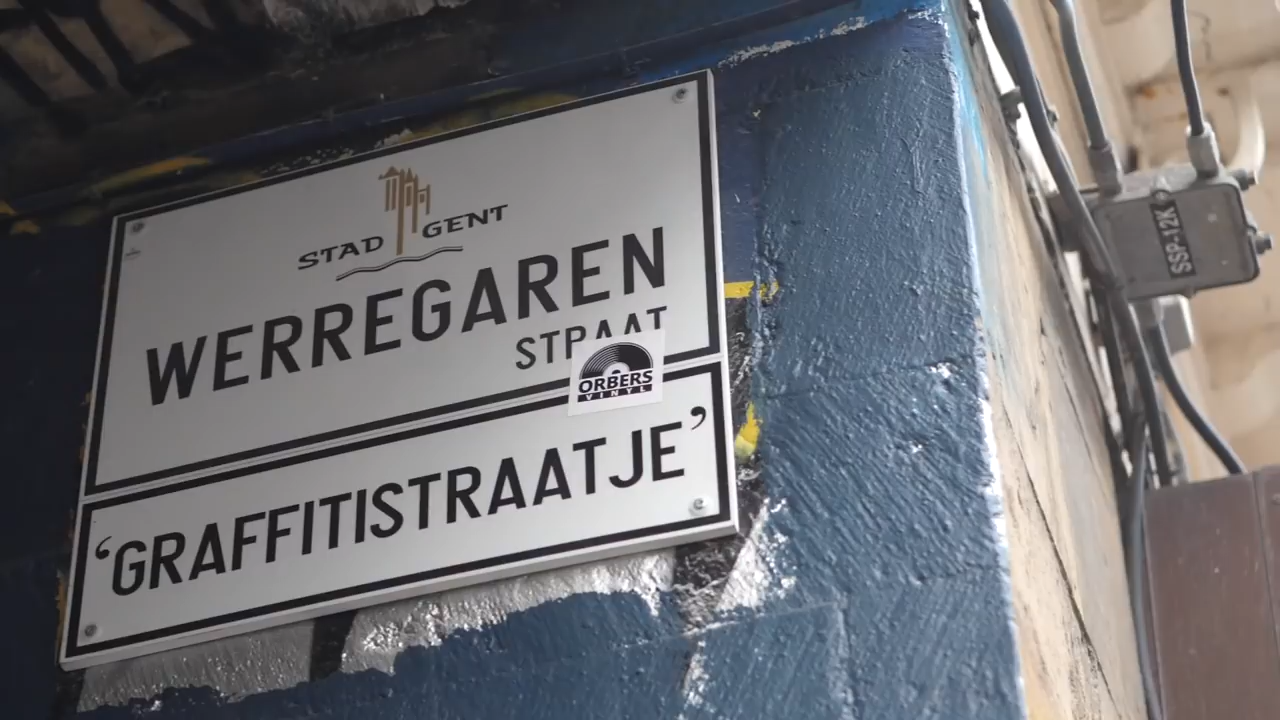 STAD GENT
WERREGAREN
STRAAT
ORBERS
VINYL
‘GRAFFITISTRAATJE’
SSP-12K